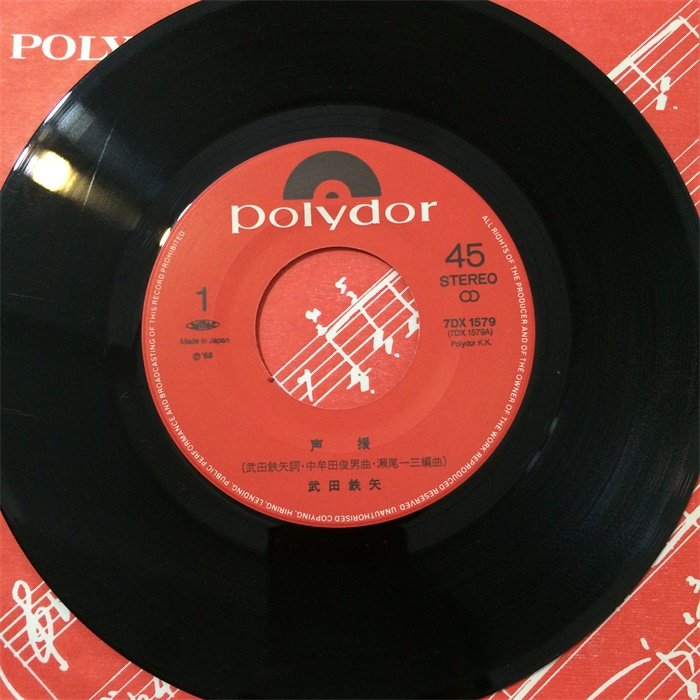 POLY
polydor
45
STEREO
1
Made in Japan
℗'88
7DX 1579
(7DX 1579A)
Polydor K.K.
声援
(武田鉄矢詞・中牟田俊男曲・瀬尾一三編曲)
武田鉄矢
ALL RIGHTS OF THE PRODUCER AND OF THE OWNER OF THE WORK REPRODUCED RESERVED. UNAUTHORISED COPYING, HIRING, LENDING, PUBLIC PERFORMANCE AND BROADCASTING OF THIS RECORD PROHIBITED